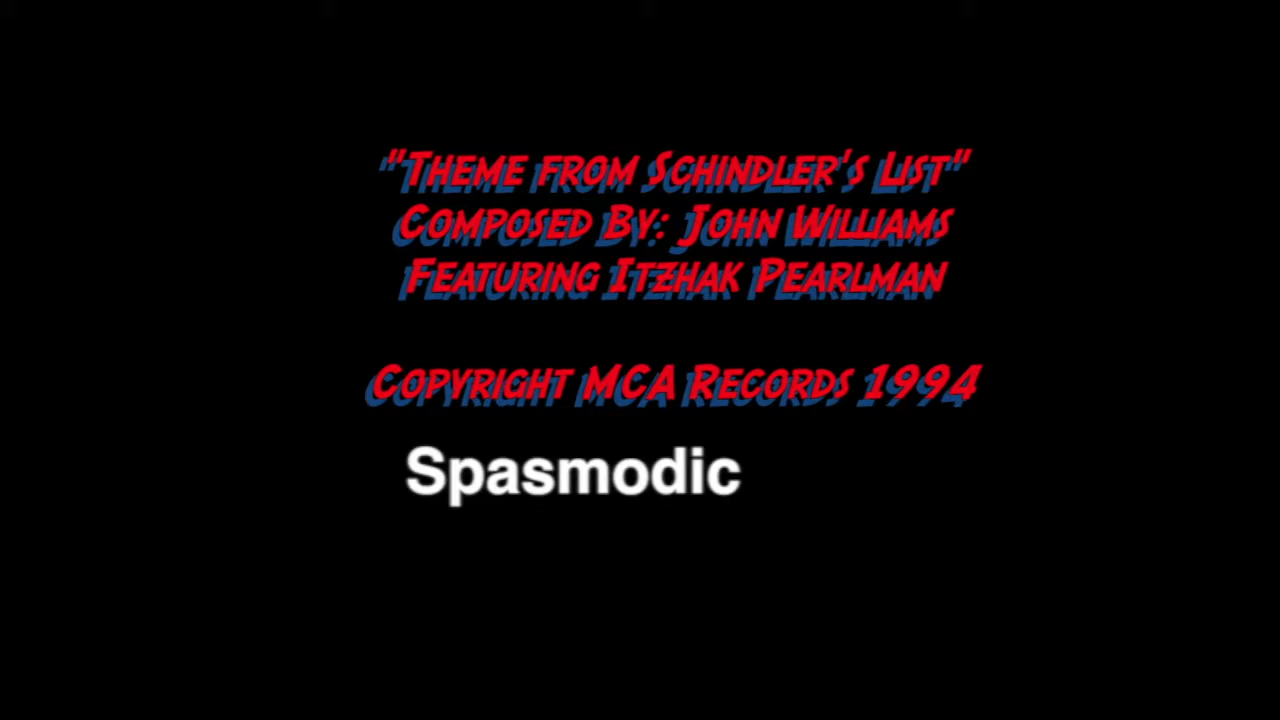 "Theme from Schindler's List"
Composed By: John Williams
Featuring Itzhak Pearlman
Copyright MCA Records 1994
Spasmodic